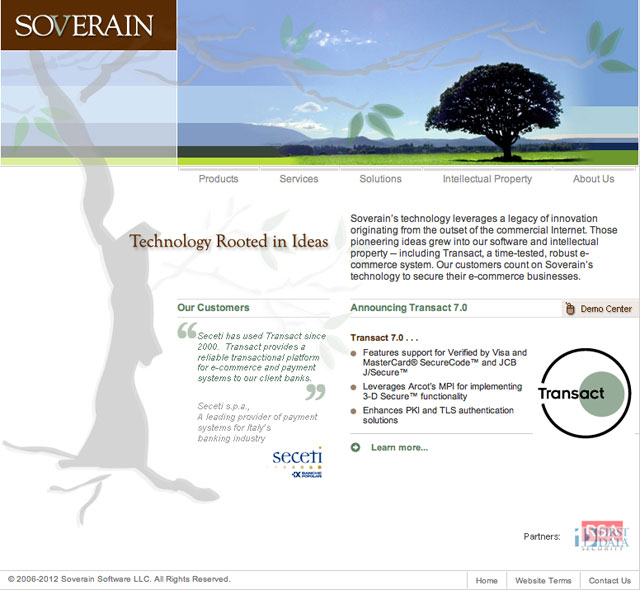 SOVERAIN
Products
Services
Solutions
Intellectual Property
About Us
Technology Rooted in Ideas
Soverain's technology leverages a legacy of innovation
originating from the outset of the commercial Internet. Those
pioneering ideas grew into our software and intellectual
property – including Transact, a time-tested, robust e-
commerce system. Our customers count on Soverain's
technology to secure their e-commerce businesses.
Our Customers
“Seceti has used Transact since
2000. Transact provides a
reliable transactional platform
for e-commerce and payment
systems to our client banks.”
Seceti s.p.a.,
A leading provider of payment
systems for Italy's
banking industry
seceti
BANCHE
POPOLARI
Announcing Transact 7.0
Demo Center
Transact 7.0 . . .
Features support for Verified by Visa and
MasterCard® SecureCode™ and JCB
J/Secure™
Leverages Arcot's MPI for implementing
3-D Secure™ functionality
Enhances PKI and TLS authentication
solutions
Transact
Learn more...
Partners:
FIRST
DATA
SECURITY
© 2006-2012 Soverain Software LLC. All Rights Reserved.
Home
Website Terms
Contact Us